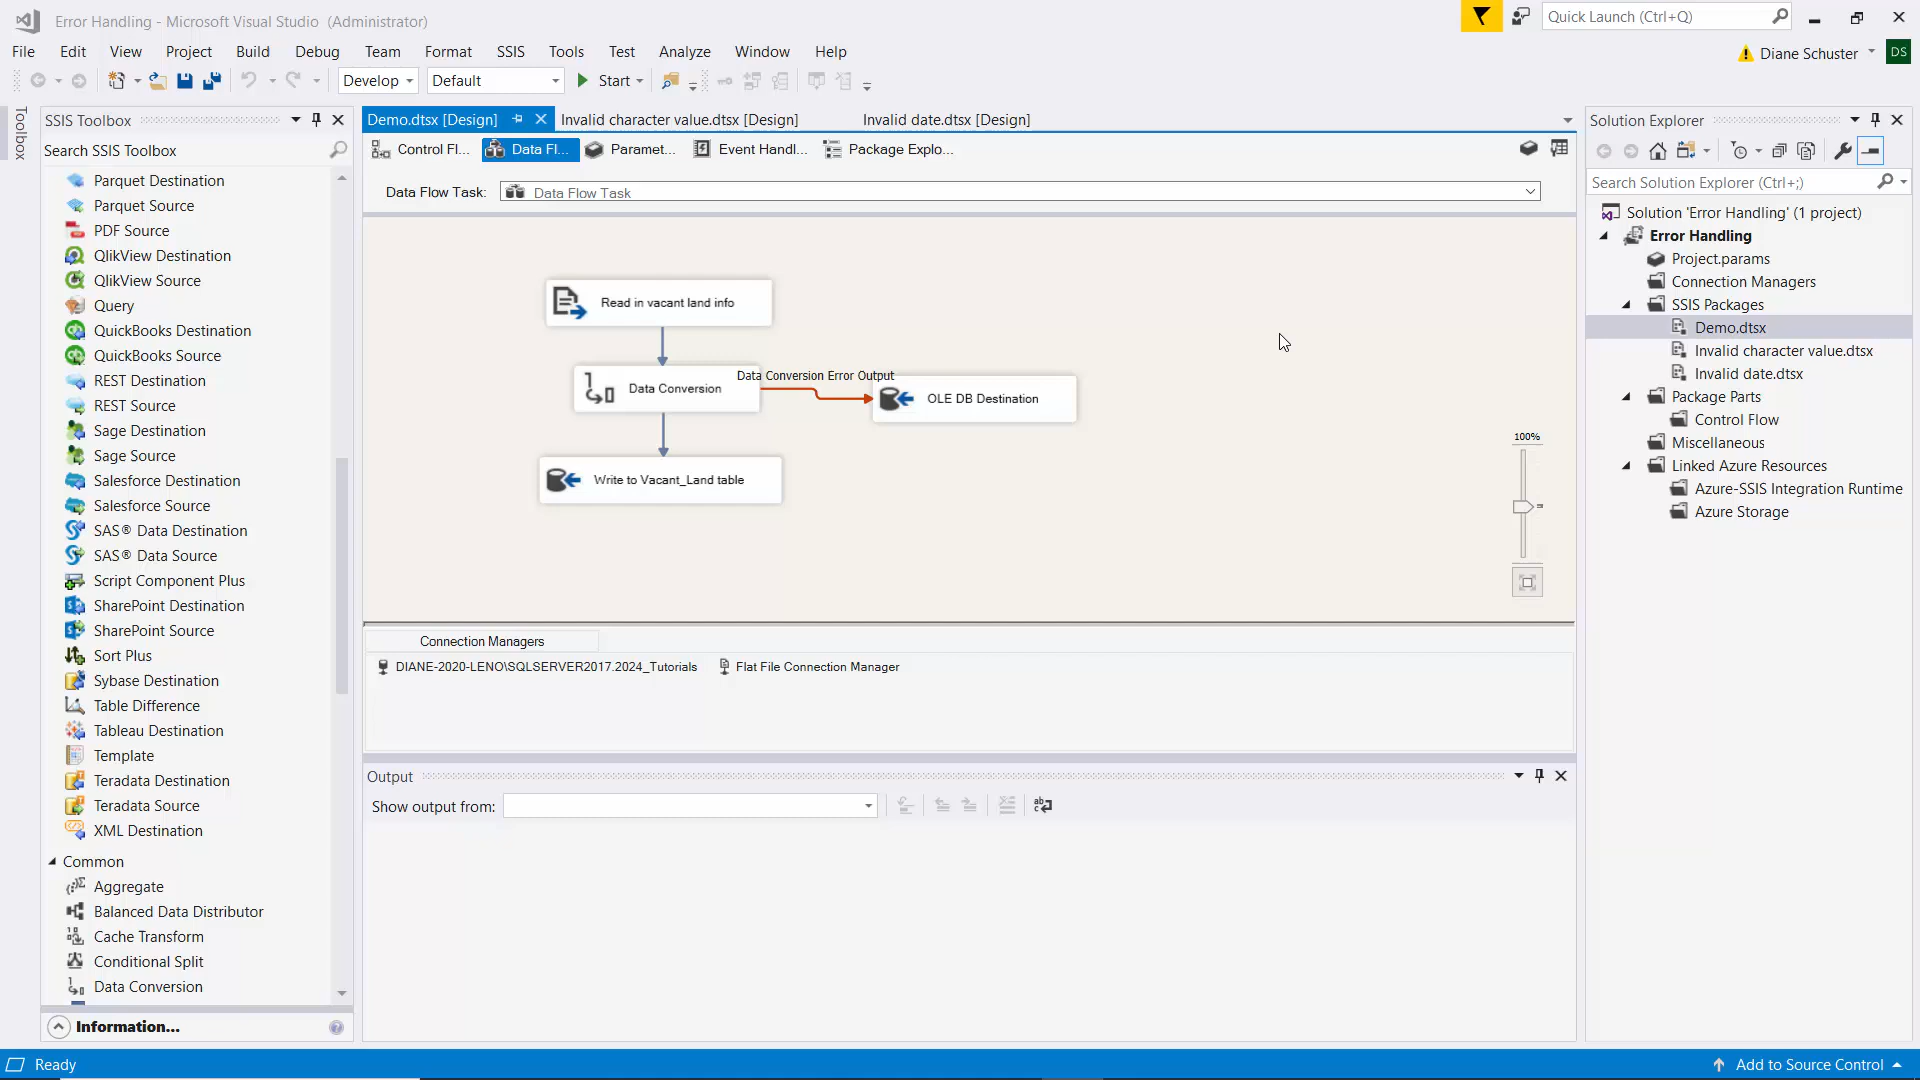 Error Handling - Microsoft Visual Studio (Administrator)
Quick Launch (Ctrl+Q)
File Edit View Project Build Debug Team Format SSIS Tools Test Analyze Window Help
Diane Schuster
DS
Develop
Default
Start
Toolbox
SSIS Toolbox
Search SSIS Toolbox
Parquet Destination
Parquet Source
PDF Source
QlikView Destination
QlikView Source
Query
QuickBooks Destination
QuickBooks Source
REST Destination
REST Source
Sage Destination
Sage Source
Salesforce Destination
Salesforce Source
SAS® Data Destination
SAS® Data Source
Script Component Plus
SharePoint Destination
SharePoint Source
Sort Plus
Sybase Destination
Table Difference
Tableau Destination
Template
Teradata Destination
Teradata Source
XML Destination
Common
Aggregate
Balanced Data Distributor
Cache Transform
Conditional Split
Data Conversion
Information...
Demo.dtsx [Design]
Invalid character value.dtsx [Design]
Invalid date.dtsx [Design]
Control Fl...
Data Fl...
Paramet...
Event Handl...
Package Explo...
Data Flow Task:
Data Flow Task
Read in vacant land info
Data Conversion
Data Conversion Error Output
OLE DB Destination
Write to Vacant_Land table
100%
Connection Managers
DIANE-2020-LENO\SQLSERVER2017.2024_Tutorials
Flat File Connection Manager
Output
Show output from:
Solution Explorer
Search Solution Explorer (Ctrl+;)
Solution 'Error Handling' (1 project)
Error Handling
Project.params
Connection Managers
SSIS Packages
Demo.dtsx
Invalid character value.dtsx
Invalid date.dtsx
Package Parts
Control Flow
Miscellaneous
Linked Azure Resources
Azure-SSIS Integration Runtime
Azure Storage
Ready
Add to Source Control